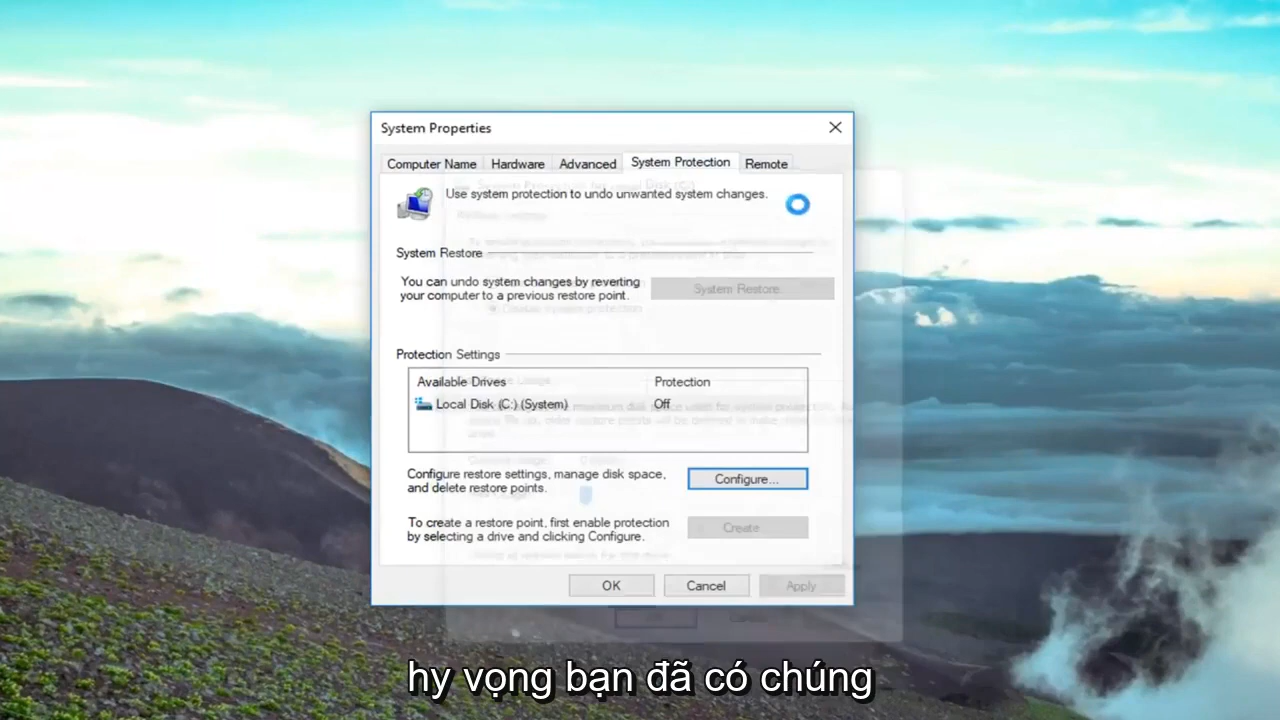 System Properties
Computer Name
Hardware
Advanced
System Protection
Remote
Use system protection to undo unwanted system changes.
System Restore
You can undo system changes by reverting
your computer to a previous restore point.
System Restore
Protection Settings
Available Drives
Protection
Local Disk (C:) (System)
Off
Configure restore settings, manage disk space,
and delete restore points.
Configure...
To create a restore point, first enable protection
by selecting a drive and clicking Configure.
Create
OK
Cancel
Apply
hy vọng bạn đã có chúng